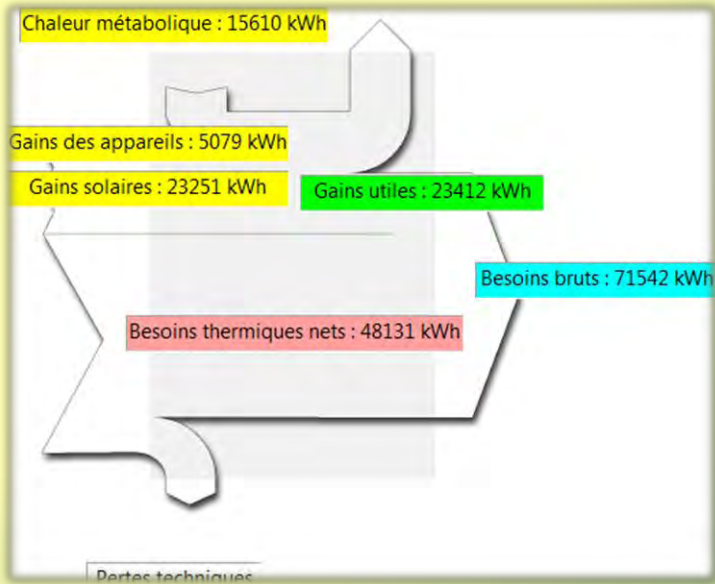 Chaleur métabolique : 15610 kWh
Gains des appareils : 5079 kWh
Gains solaires : 23251 kWh
Gains utiles : 23412 kWh
Besoins bruts : 71542 kWh
Besoins thermiques nets : 48131 kWh
Pertes techniques